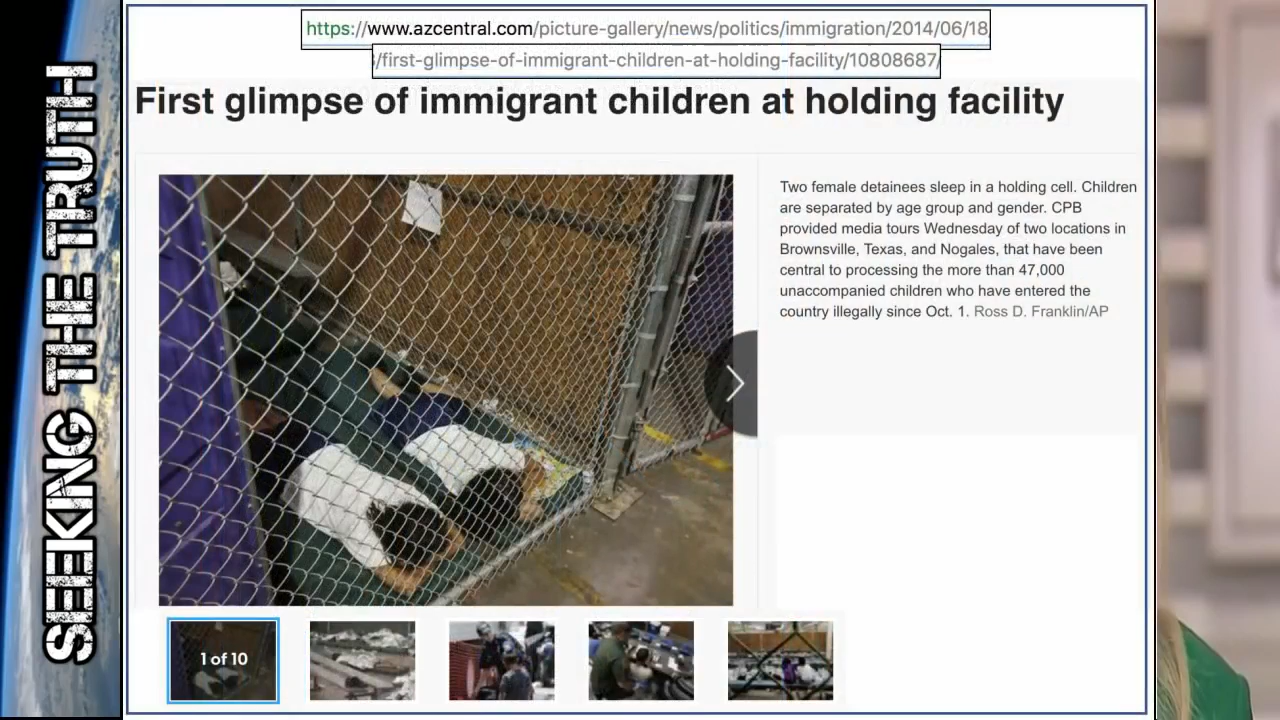 SEEKING THE TRUTH
https://www.azcentral.com/picture-gallery/news/politics/immigration/2014/06/18
/first-glimpse-of-immigrant-children-at-holding-facility/10808687/
First glimpse of immigrant children at holding facility
Two female detainees sleep in a holding cell. Children
are separated by age group and gender. CPB
provided media tours Wednesday of two locations in
Brownsville, Texas, and Nogales, that have been
central to processing the more than 47,000
unaccompanied children who have entered the
country illegally since Oct. 1. Ross D. Franklin/AP
1 of 10